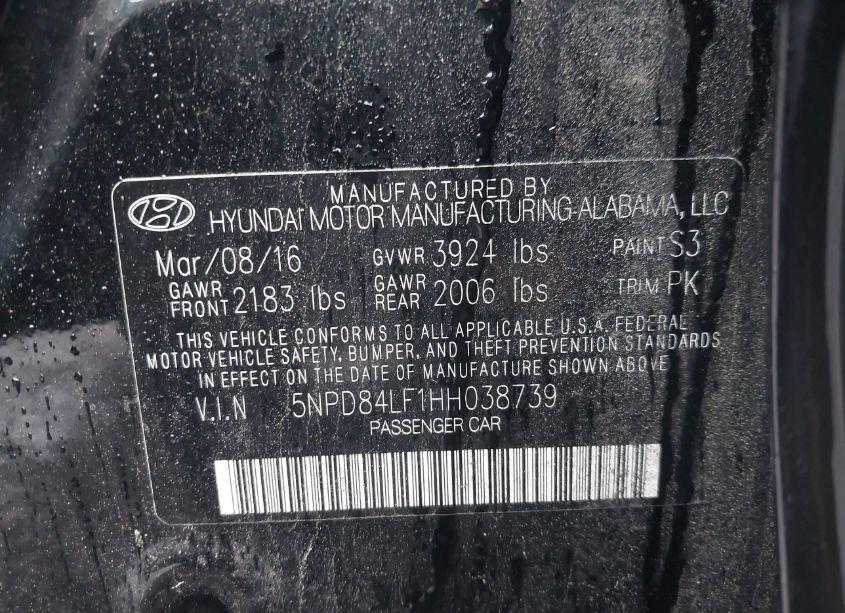 MANUFACTURED BY
HYUNDAI MOTOR MANUFACTURING ALABAMA, LLC
Mar/08/16 GVWR 3924 lbs PAINT S3
GAWR FRONT 2183 lbs GAWR REAR 2006 lbs TRIM PK
THIS VEHICLE CONFORMS TO ALL APPLICABLE U.S.A. FEDERAL
MOTOR VEHICLE SAFETY, BUMPER, AND THEFT PREVENTION STANDARDS
IN EFFECT ON THE DATE OF MANUFACTURE SHOWN ABOVE
V.I.N 5NPD84LF1HH038739
PASSENGER CAR